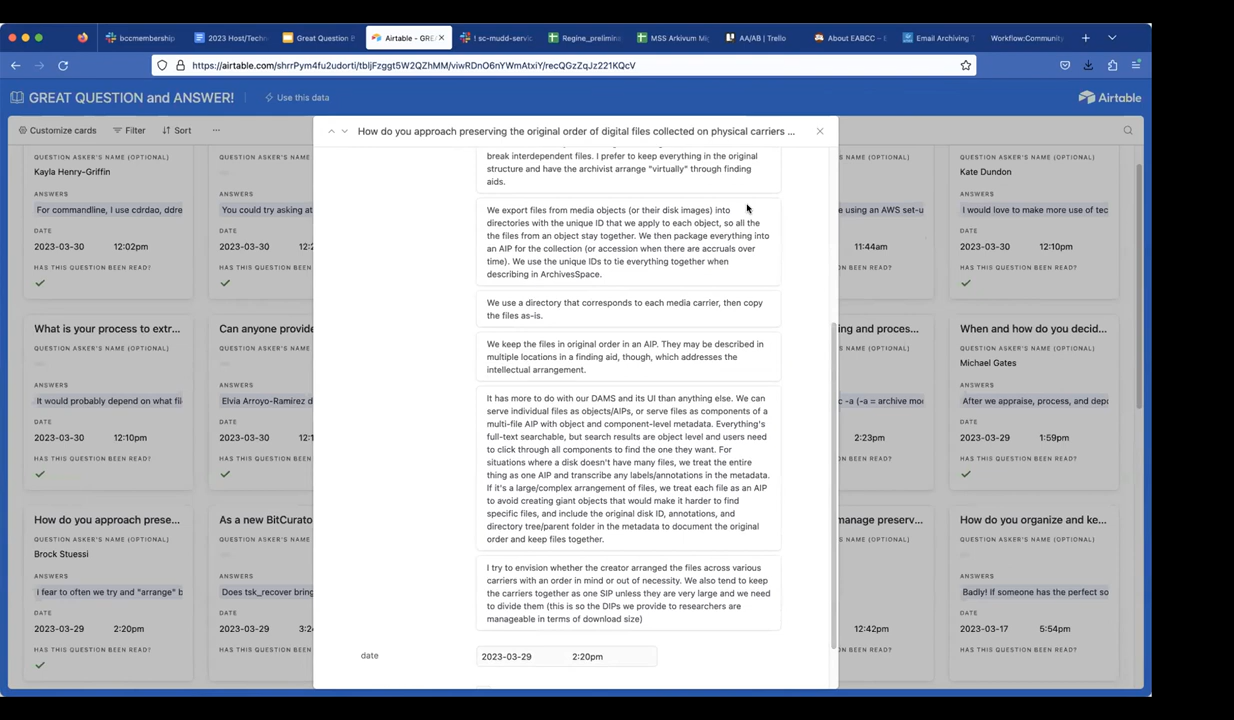 bccmembership
2023 Host/Techn
Great Question B
Airtable - GRE
! sc-mudd-servic
Regine_prelimina
MSS Arkivum Mi
AA/AB | Trello
About EABCC –
Email Archiving T
Workflow:Community
https://airtable.com/shrrPym4fu2udorti/tbljFzggt5W2QZhMM/viwRDnO6nYWmAtxiY/recQGzZqJz221KQcV
GREAT QUESTION and ANSWER!
Use this data
Airtable
Customize cards
Filter
Sort
...
How do you approach preserving the original order of digital files collected on physical carriers ...
QUESTION ASKER'S NAME (OPTIONAL)
Kayla Henry-Griffin
ANSWERS
For commandline, I use cdrdao, ddre
DATE
2023-03-30 12:02pm
HAS THIS QUESTION BEEN READ?
QUESTION ASKER'S NAME (OPTIONAL)
ANSWERS
You could try asking at
DATE
2023-03-30 12:2
HAS THIS QUESTION B
break interdependent files. I prefer to keep everything in the original
structure and have the archivist arrange "virtually" through finding
aids.
We export files from media objects (or their disk images) into
directories with the unique ID that we apply to each object, so all the
the files from an object stay together. We then package everything into
an AIP for the collection (or accession when there are accruals over
time). We use the unique IDs to tie everything together when
describing in ArchivesSpace.
We use a directory that corresponds to each media carrier, then copy
the files as-is.
We keep the files in original order in an AIP. They may be described in
multiple locations in a finding aid, though, which addresses the
intellectual arrangement.
It has more to do with our DAMS and its UI than anything else. We can
serve individual files as objects/AIPs, or serve files as components of a
multi-file AIP with object and component-level metadata. Everything's
full-text searchable, but search results are object level and users need
to click through all components to find the one they want. For
situations where a disk doesn't have many files, we treat the entire
thing as one AIP and transcribe any labels/annotations in the metadata.
If it's a large/complex arrangement of files, we treat each file as an AIP
to avoid creating giant objects that would make it harder to find
specific files, and include the original disk ID, annotations, and
directory tree/parent folder in the metadata to document the original
order and keep files together.
I try to envision whether the creator arranged the files across various
carriers with an order in mind or out of necessity. We also tend to keep
the carriers together as one SIP unless they are very large and we need
to divide them (this is so the DIPs we provide to researchers are
manageable in terms of download size)
date
2023-03-29 2:20pm
R'S NAME (OPTIONAL)
e using an AWS set-u
11:44am
ION BEEN READ?
QUESTION ASKER'S NAME (OPTIONAL)
Kate Dundon
ANSWERS
I would love to make more use of tec
DATE
2023-03-30 12:10pm
HAS THIS QUESTION BEEN READ?
What is your process to extr...
QUESTION ASKER'S NAME (OPTIONAL)
ANSWERS
It would probably depend on what fil
DATE
2023-03-30 12:10pm
HAS THIS QUESTION BEEN READ?
Can anyone provide
QUESTION ASKER'S NAME
ANSWERS
Elvia Arroyo-Ramirez d
DATE
2023-03-30
HAS THIS QUESTION B
ing and proces...
R'S NAME (OPTIONAL)
c -a (-a = archive mo
2:23pm
ION BEEN READ?
When and how do you decid...
QUESTION ASKER'S NAME (OPTIONAL)
Michael Gates
ANSWERS
After we appraise, process, and depo
DATE
2023-03-29 1:59pm
HAS THIS QUESTION BEEN READ?
How do you approach prese...
QUESTION ASKER'S NAME (OPTIONAL)
Brock Stuessi
ANSWERS
i fear to often we try and "arrange" b
DATE
2023-03-29 2:20pm
HAS THIS QUESTION BEEN READ?
As a new BitCurato
QUESTION ASKER'S NAME
ANSWERS
Does tsk_recover bring
DATE
2023-03-29 3:24
HAS THIS QUESTION B
manage preserv...
R'S NAME (OPTIONAL)
12:42pm
ION BEEN READ?
How do you organize and ke...
QUESTION ASKER'S NAME (OPTIONAL)
ANSWERS
Badly! If someone has the perfect so
DATE
2023-03-17 5:54pm
HAS THIS QUESTION BEEN READ?